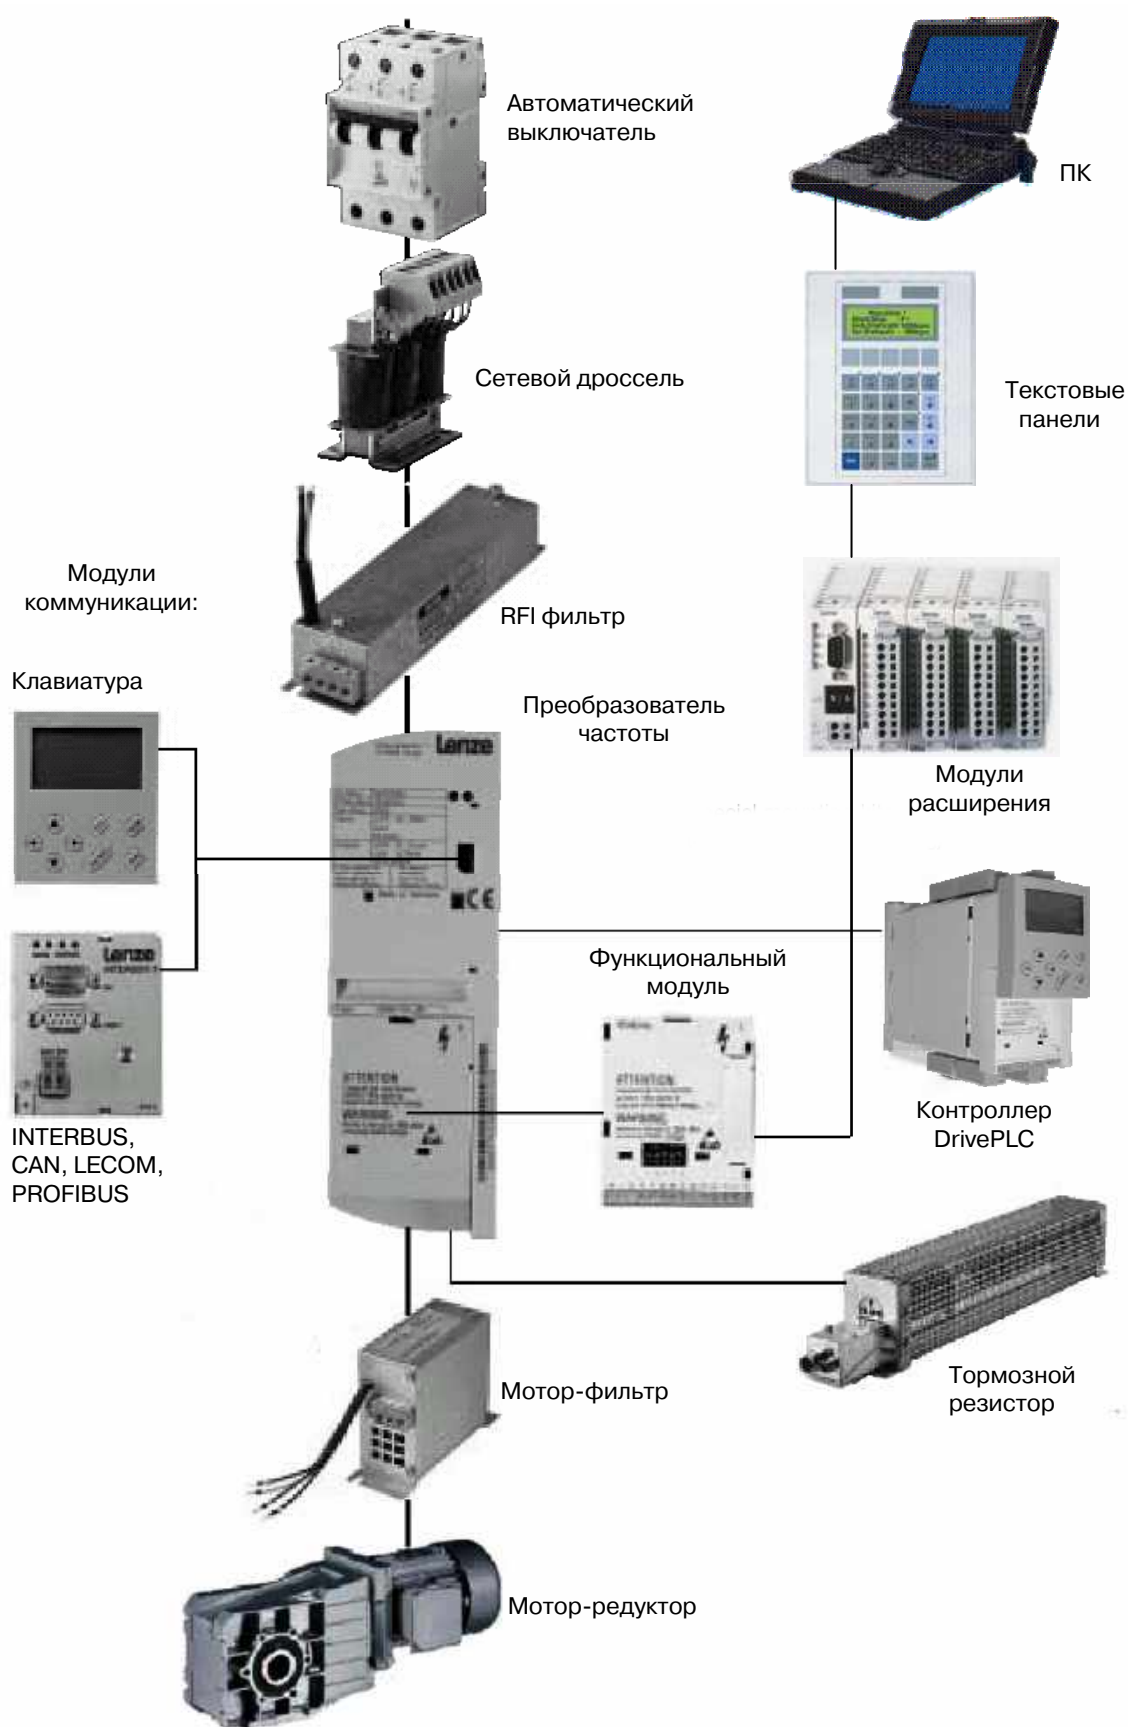 Автоматический
выключатель
ПК
Сетевой дроссель
Текстовые
панели
Модули
коммуникации:
RFI фильтр
Клавиатура
Преобразователь
частоты
Lenze
Модули
расширения
CE
Lenze
Функциональный
модуль
ATTENTION
WARNING
ATTENTION
WARNING
Контроллер
DrivePLC
INTERBUS,
CAN, LECOM,
PROFIBUS
Тормозной
резистор
Мотор-фильтр
Мотор-редуктор